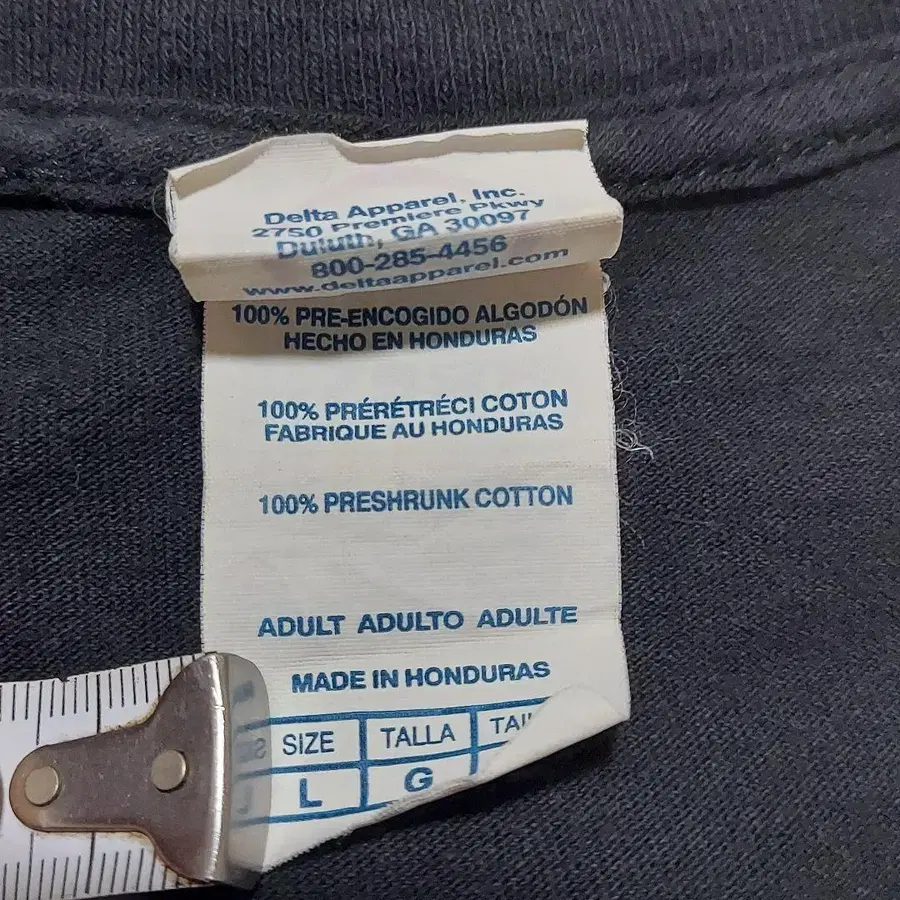 Delta Apparel, Inc.
2750 Premiere Pkwy
Duluth, GA 30097
800-285-4456
www.deltaapparel.com
100% PRE-ENCOGIDO ALGODÓN
HECHO EN HONDURAS
100% PRÉRÉTRÉCI COTON
FABRIQUE AU HONDURAS
100% PRESHRUNK COTTON
ADULT ADULTO ADULTE
MADE IN HONDURAS
SIZE TALLA
L G